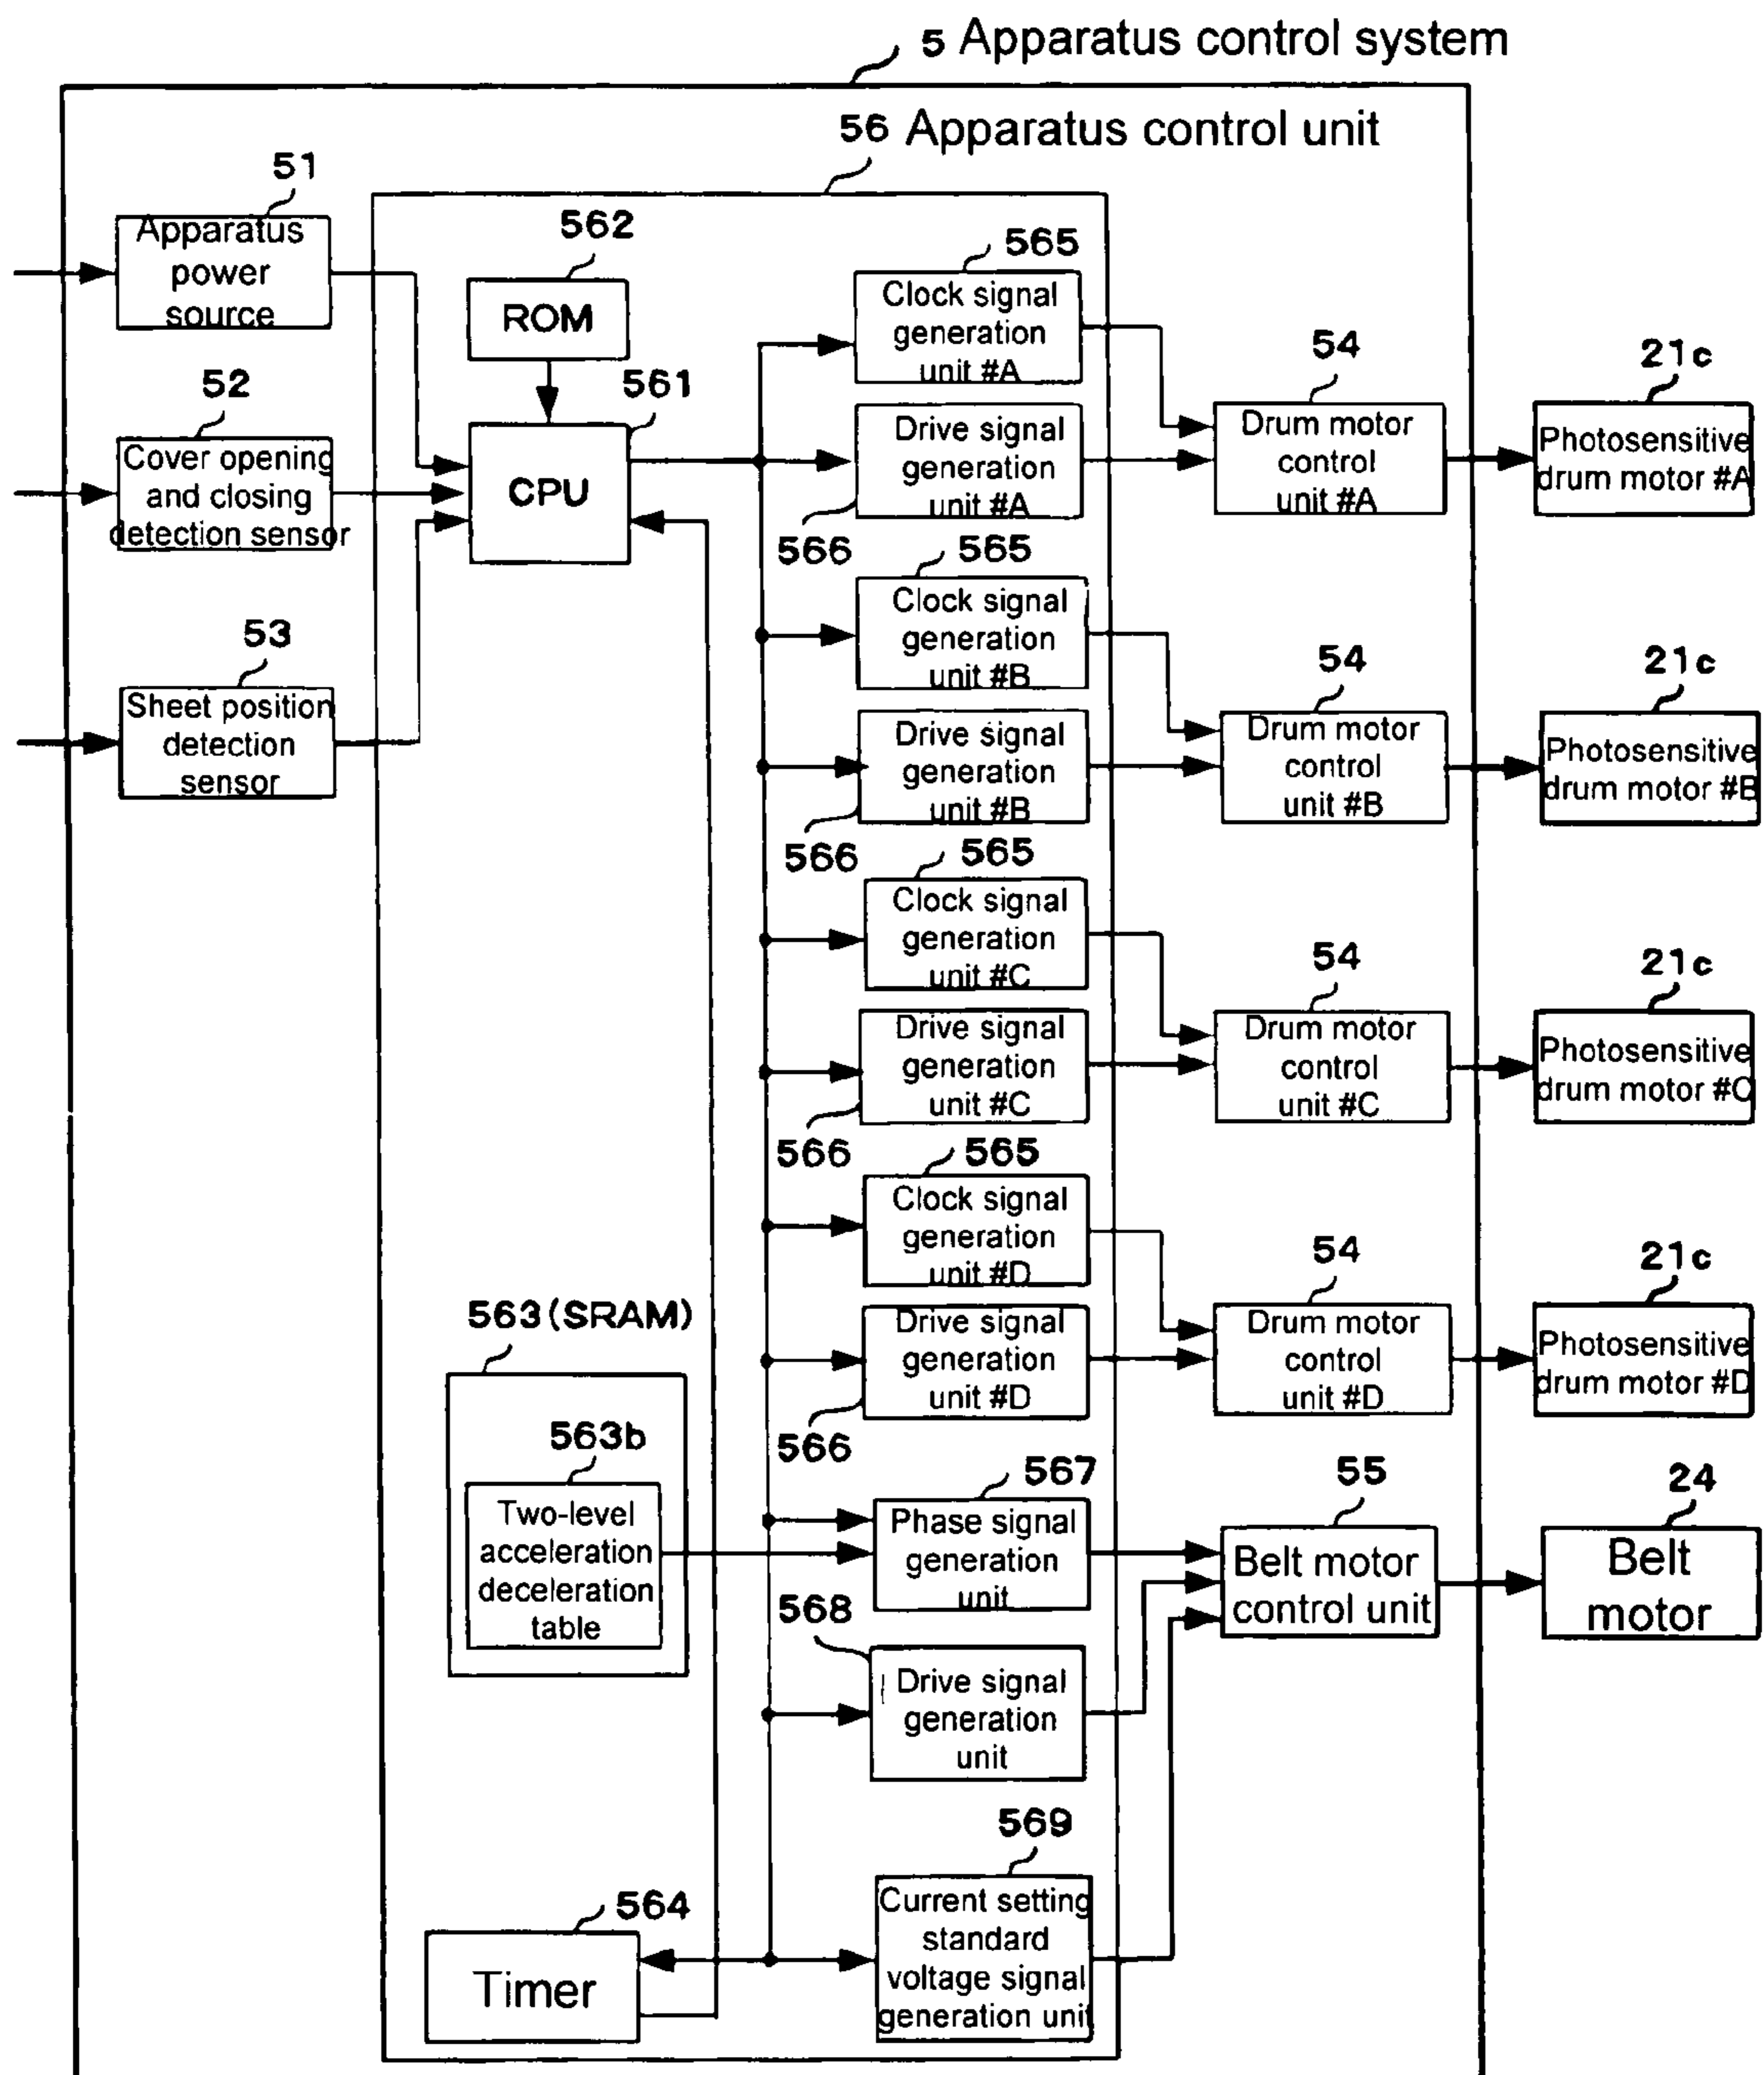 5 Apparatus control system
56 Apparatus control unit
51
Apparatus
power
source
52
Cover opening
and closing
detection sensor
53
Sheet position
detection
sensor
562
ROM
561
CPU
563 (SRAM)
563b
Two-level
acceleration
deceleration
table
564
Timer
565
Clock signal
generation
unit #A
Drive signal
generation
unit #A
566
565
Clock signal
generation
unit #B
Drive signal
generation
unit #B
566
565
Clock signal
generation
unit #C
Drive signal
generation
unit #C
566
565
Clock signal
generation
unit #D
Drive signal
generation
unit #D
566
567
Phase signal
generation
unit
568
Drive signal
generation
unit
569
Current setting
standard
voltage signal
generation unit
54
Drum motor
control
unit #A
54
Drum motor
control
unit #B
54
Drum motor
control
unit #C
54
Drum motor
control
unit #D
55
Belt motor
control unit
21c
Photosensitive
drum motor #A
21c
Photosensitive
drum motor #B
21c
Photosensitive
drum motor #C
21c
Photosensitive
drum motor #D
24
Belt
motor